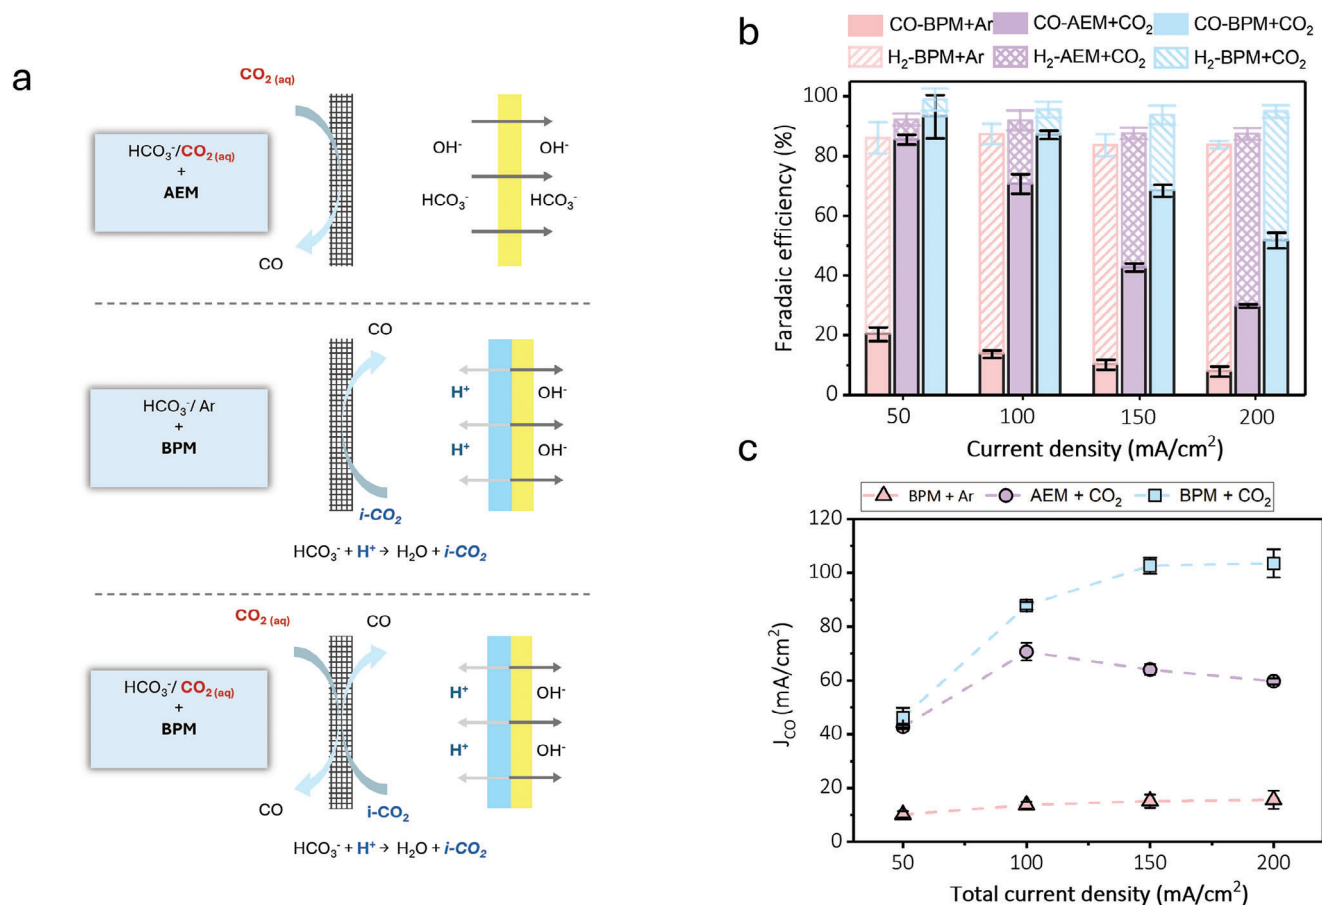 a
CO₂ (aq)
HCO₃⁻/CO₂ (aq)
+
AEM
OH⁻ OH⁻
HCO₃⁻ HCO₃⁻
CO
CO
HCO₃⁻/ Ar
+
BPM
H⁺ OH⁻
H⁺ OH⁻
i-CO₂
HCO₃⁻ + H⁺ → H₂O + i-CO₂
CO₂ (aq)
CO
HCO₃⁻/ CO₂ (aq)
+
BPM
H⁺ OH⁻
H⁺ OH⁻
CO
i-CO₂
HCO₃⁻ + H⁺ → H₂O + i-CO₂
b
CO-BPM+Ar CO-AEM+CO₂ CO-BPM+CO₂
H₂-BPM+Ar H₂-AEM+CO₂ H₂-BPM+CO₂
Faradaic efficiency (%)
100
80
60
40
20
0
50 100 150 200
Current density (mA/cm²)
c
BPM + Ar AEM + CO₂ BPM + CO₂
J_CO (mA/cm²)
120
100
80
60
40
20
0
50 100 150 200
Total current density (mA/cm²)